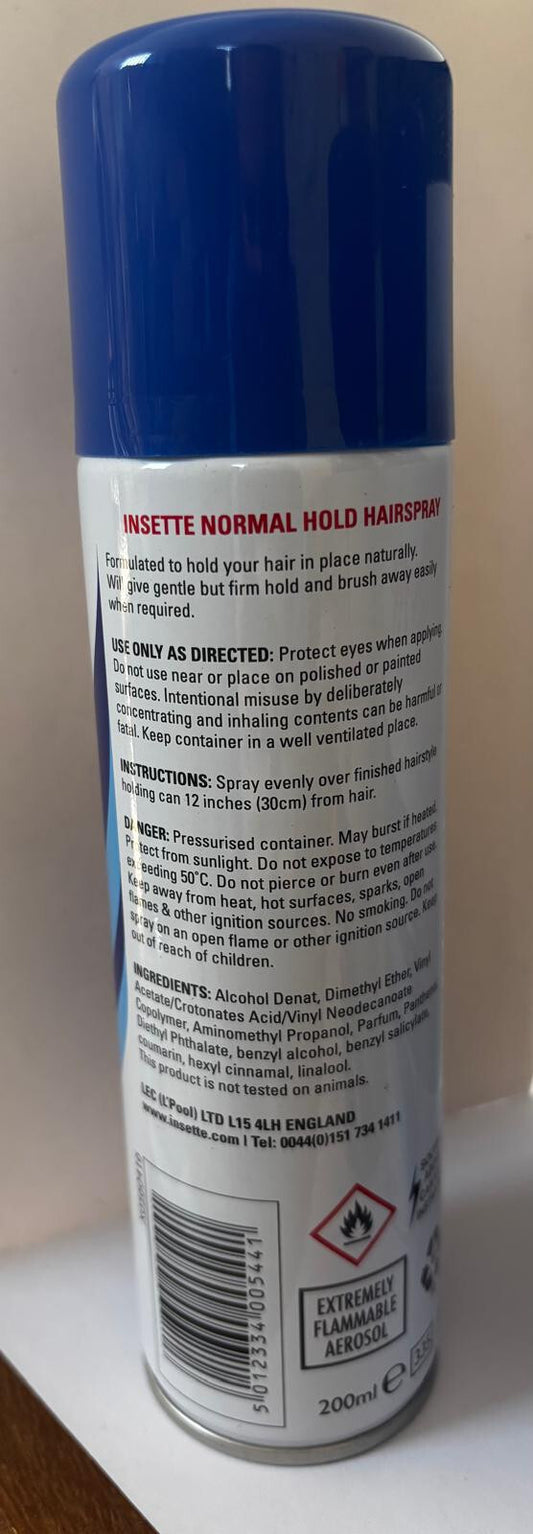 INSETTE NORMAL HOLD HAIRSPRAY
Formulated to hold your hair in place naturally.
Will give gentle but firm hold and brush away easily
when required.
USE ONLY AS DIRECTED: Protect eyes when applying.
Do not use near or place on polished or painted
surfaces. Intentional misuse by deliberately
concentrating and inhaling contents can be harmful or
fatal. Keep container in a well ventilated place.
INSTRUCTIONS: Spray evenly over finished hairstyle
holding can 12 inches (30cm) from hair.
DANGER: Pressurised container. May burst if heated.
Protect from sunlight. Do not expose to temperatures
exceeding 50°C. Do not pierce or burn even after use.
Keep away from heat, hot surfaces, sparks, open
flames & other ignition sources. No smoking. Do not
spray on an open flame or other ignition source. Keep
out of reach of children.
INGREDIENTS: Alcohol Denat, Dimethyl Ether, Vinyl
Acetate/Crotonates Acid/Vinyl Neodecanoate
Copolymer, Aminomethyl Propanol, Parfum, Panthenol,
Diethyl Phthalate, benzyl alcohol, benzyl salicylate,
coumarin, hexyl cinnamal, linalool.
This product is not tested on animals.
LEC (L'Pool) LTD L15 4LH ENGLAND
www.insette.com | Tel: 0044(0)151 734 1411
5 012334 005441
EXTREMELY
FLAMMABLE
AEROSOL
200ml e